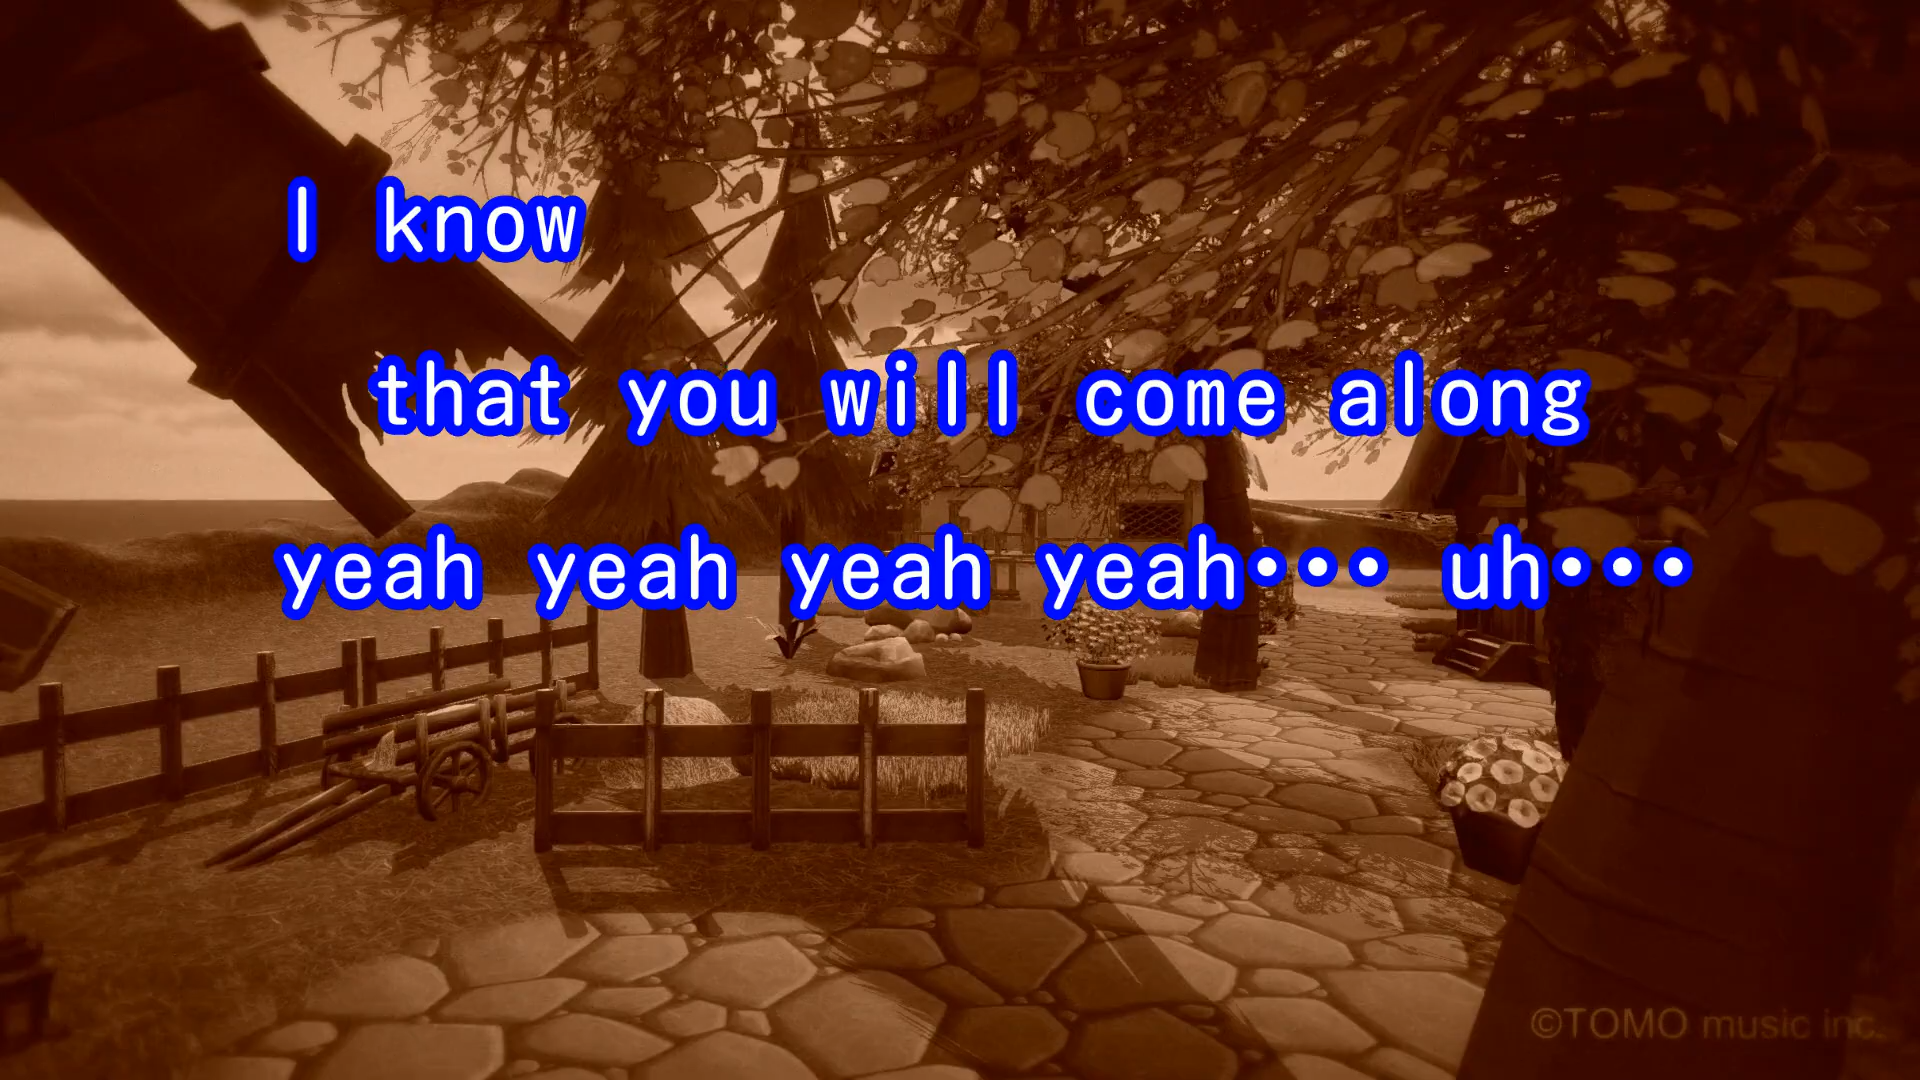 I know
that you will come along
yeah yeah yeah yeah･･･ uh･･･
©TOMO music inc.